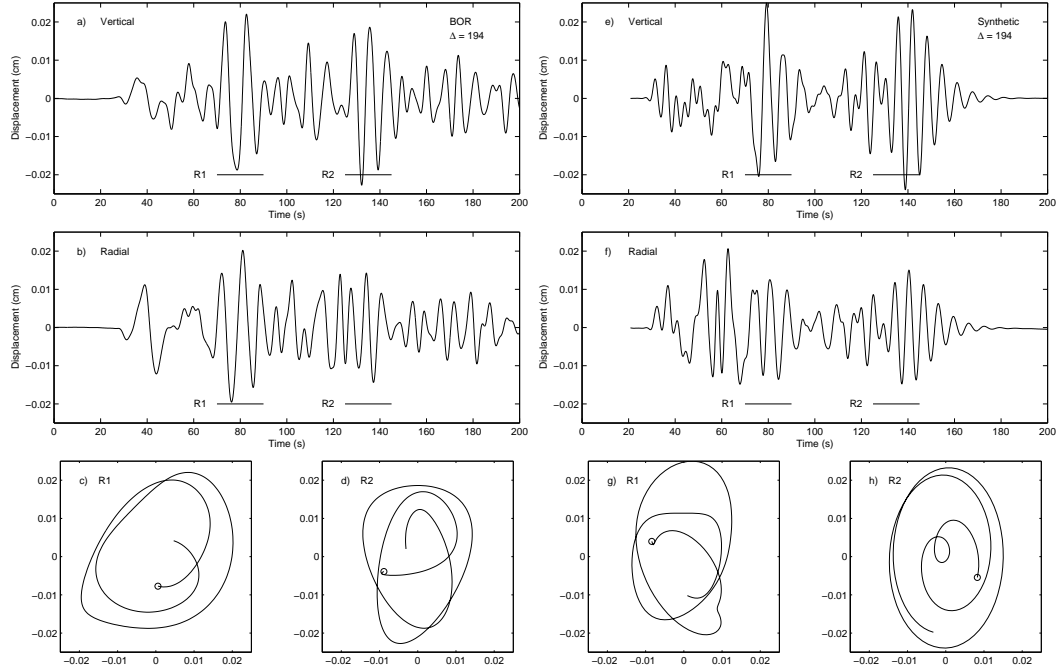 a) Vertical BOR
Δ = 194
0.02
0.01
0
−0.01
−0.02
Displacement (cm)
R1 R2
0 20 40 60 80 100 120 140 160 180 200
Time (s)
e) Vertical Synthetic
Δ = 194
0.02
0.01
0
−0.01
−0.02
Displacement (cm)
R1 R2
0 20 40 60 80 100 120 140 160 180 200
Time (s)
b) Radial
0.02
0.01
0
−0.01
−0.02
Displacement (cm)
R1 R2
0 20 40 60 80 100 120 140 160 180 200
Time (s)
f) Radial
0.02
0.01
0
−0.01
−0.02
Displacement (cm)
R1 R2
0 20 40 60 80 100 120 140 160 180 200
Time (s)
c) R1
0.02
0.01
0
−0.01
−0.02
−0.02 −0.01 0 0.01 0.02
d) R2
0.02
0.01
0
−0.01
−0.02
−0.02 −0.01 0 0.01 0.02
g) R1
0.02
0.01
0
−0.01
−0.02
−0.02 −0.01 0 0.01 0.02
h) R2
0.02
0.01
0
−0.01
−0.02
−0.02 −0.01 0 0.01 0.02